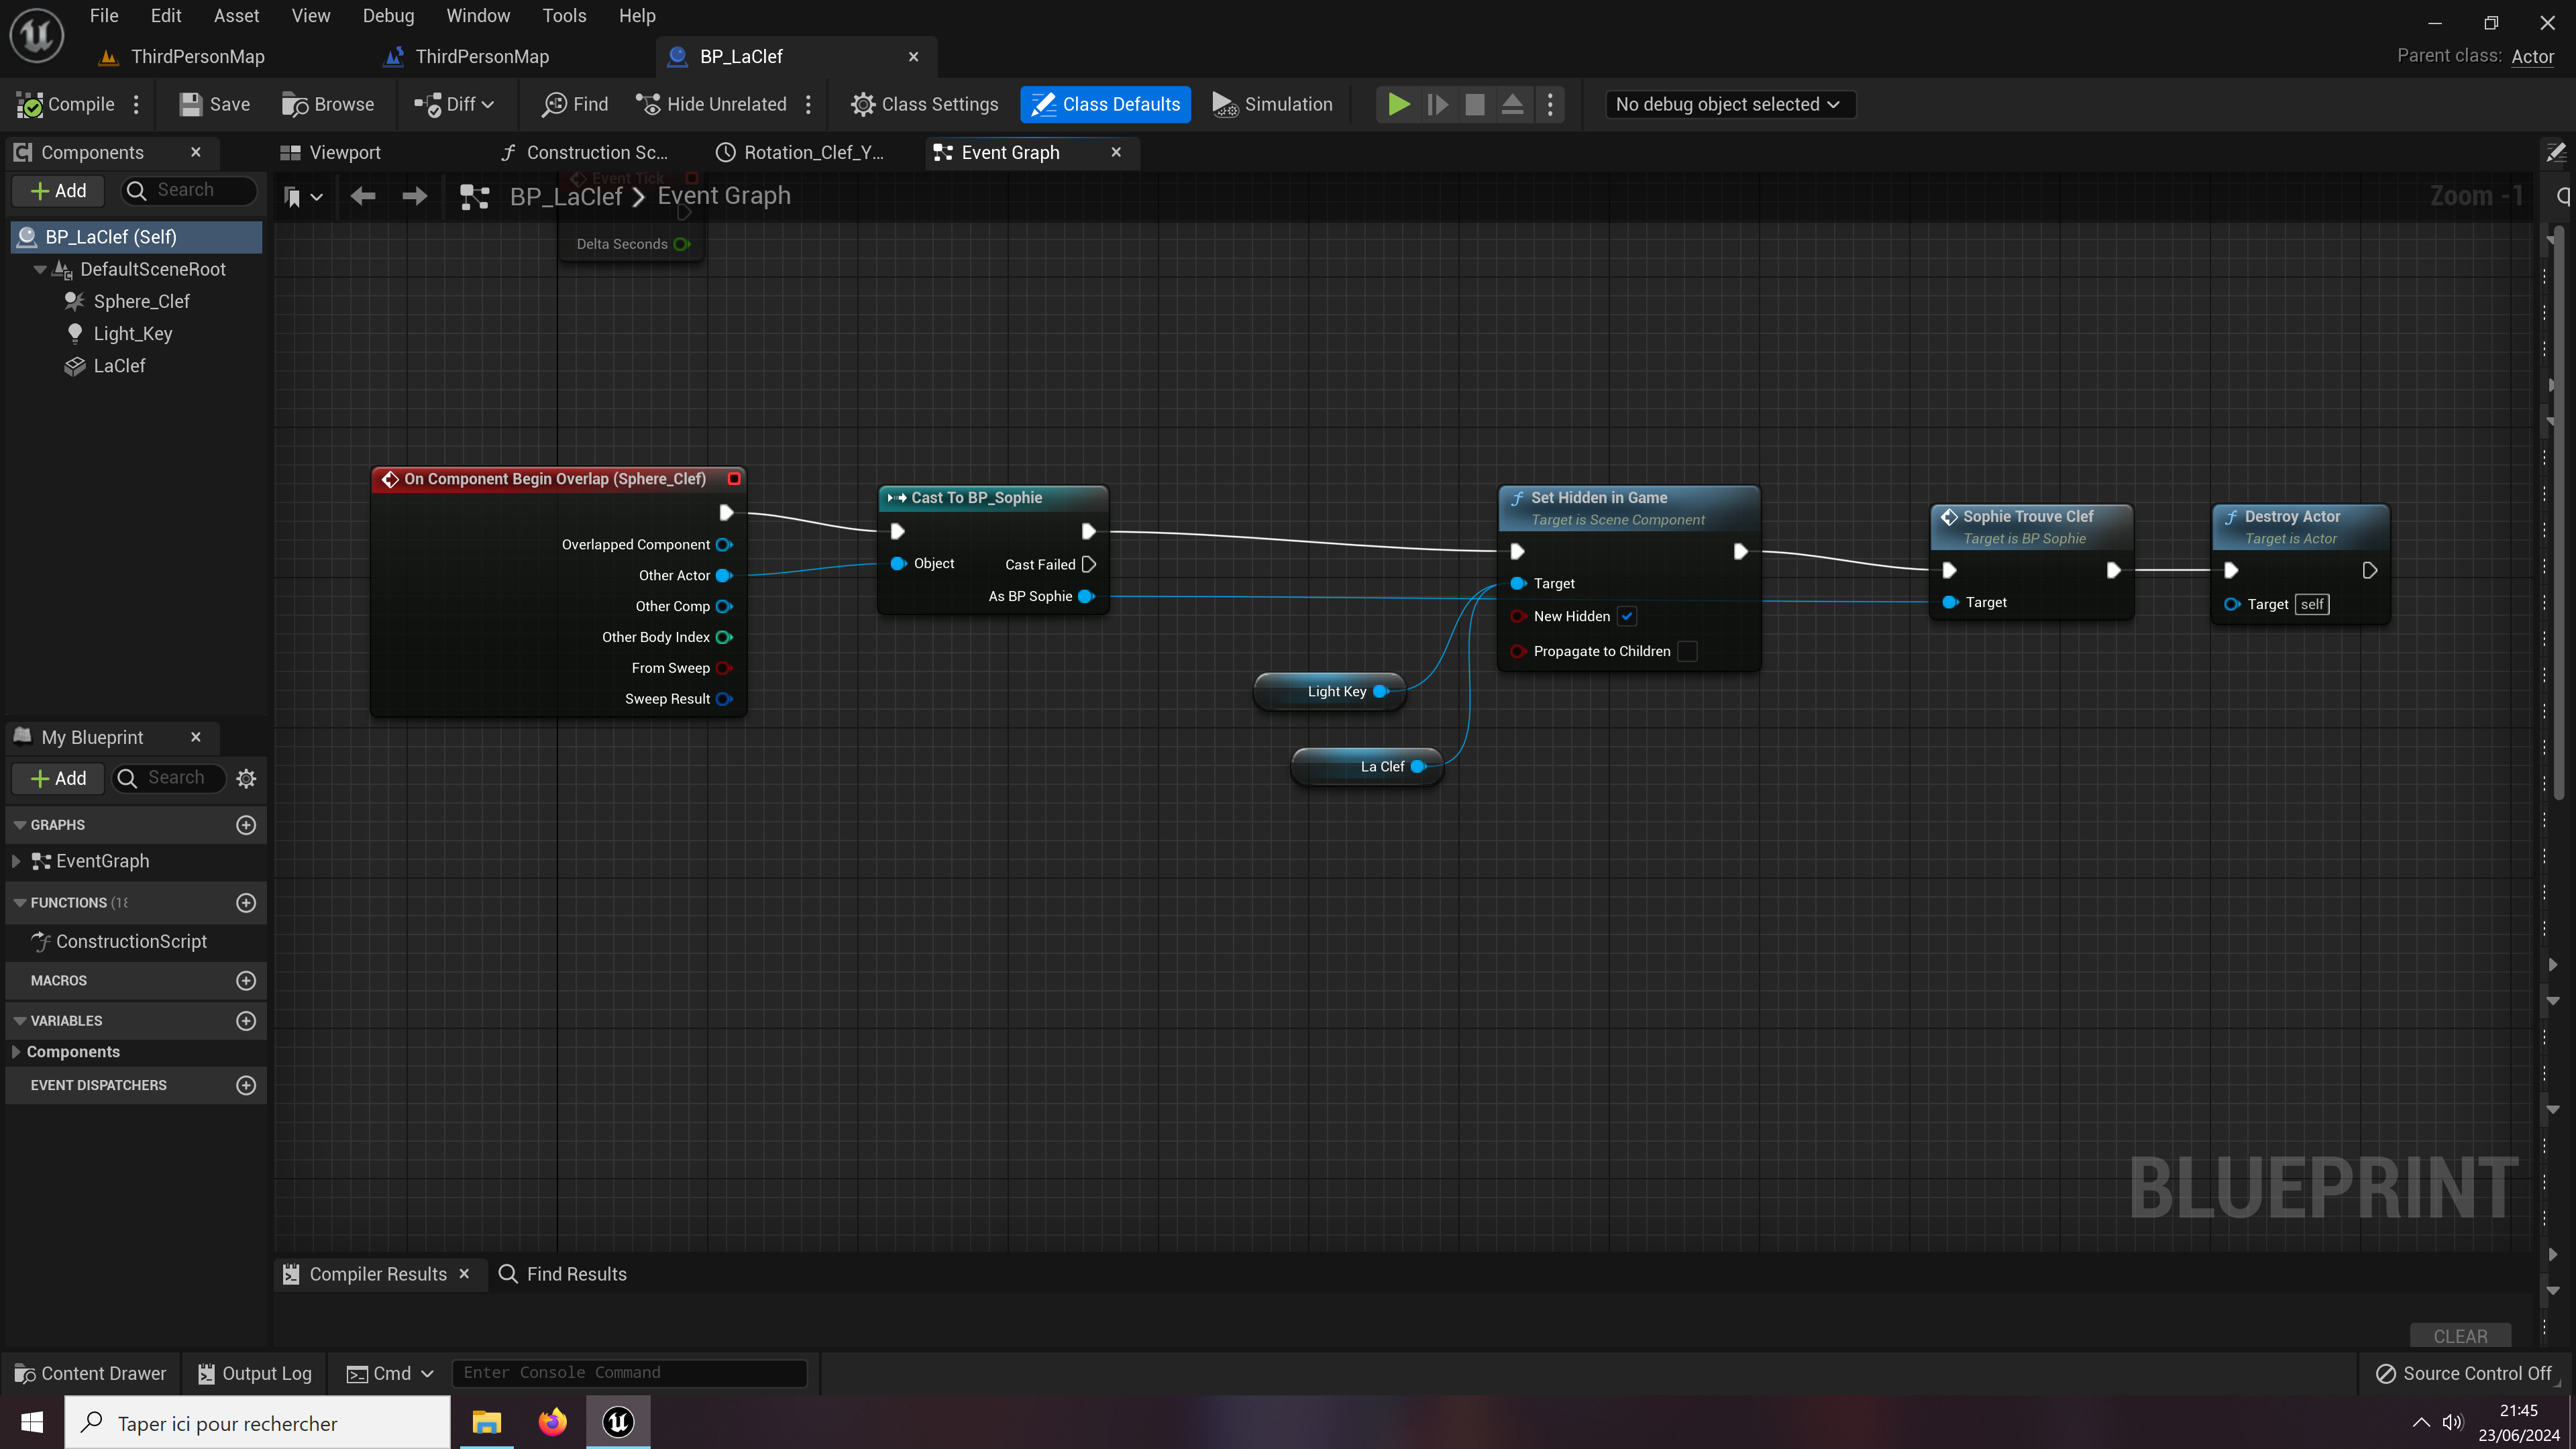 File Edit Asset View Debug Window Tools Help
ThirdPersonMap ThirdPersonMap BP_LaClef
Parent class: Actor
Compile Save Browse Diff Find Hide Unrelated Class Settings Class Defaults Simulation No debug object selected
Components
Viewport Construction Sc... Rotation_Clef_Y... Event Graph
Add Search
BP_LaClef Event Graph
Zoom -1
BP_LaClef (Self)
DefaultSceneRoot
Sphere_Clef
Light_Key
LaClef
Event Tick
Delta Seconds
On Component Begin Overlap (Sphere_Clef)
Overlapped Component
Other Actor
Other Comp
Other Body Index
From Sweep
Sweep Result
Cast To BP_Sophie
Object
Cast Failed
As BP Sophie
Set Hidden in Game
Target is Scene Component
Target
New Hidden
Propagate to Children
Light Key
La Clef
Sophie Trouve Clef
Target is BP Sophie
Target
Destroy Actor
Target is Actor
Target self
My Blueprint
Add Search
GRAPHS
EventGraph
FUNCTIONS (18
ConstructionScript
MACROS
VARIABLES
Components
EVENT DISPATCHERS
BLUEPRINT
Compiler Results Find Results
CLEAR
Content Drawer Output Log Cmd Enter Console Command Source Control Off
Taper ici pour rechercher
21:45
23/06/2024